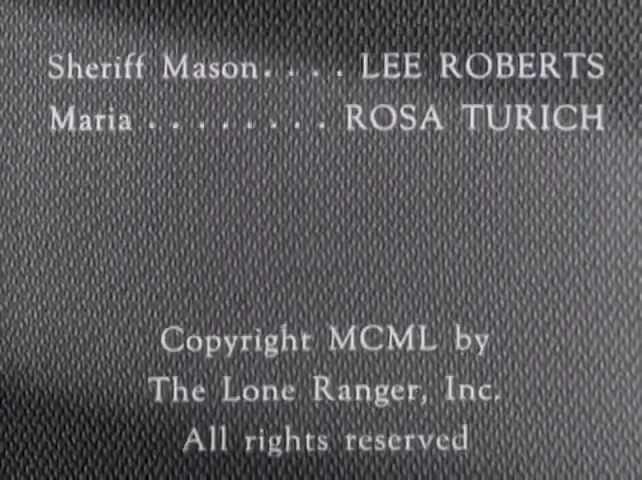 Sheriff Mason. . . . LEE ROBERTS
Maria . . . . . . . . ROSA TURICH
Copyright MCML by
The Lone Ranger, Inc.
All rights reserved